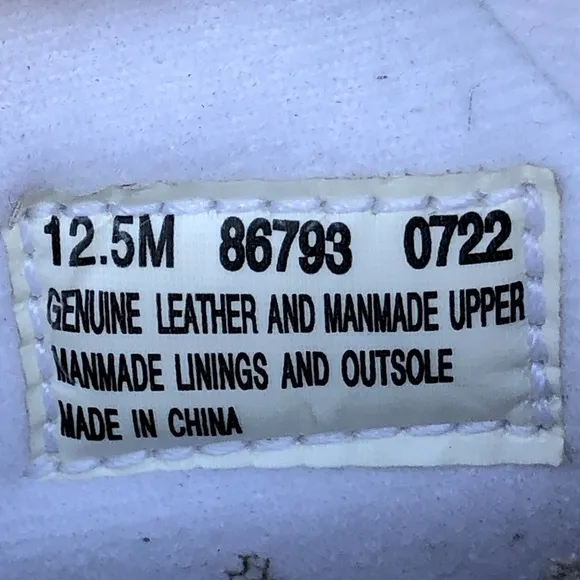 12.5M 86793 0722
GENUINE LEATHER AND MANMADE UPPER
MANMADE LININGS AND OUTSOLE
MADE IN CHINA